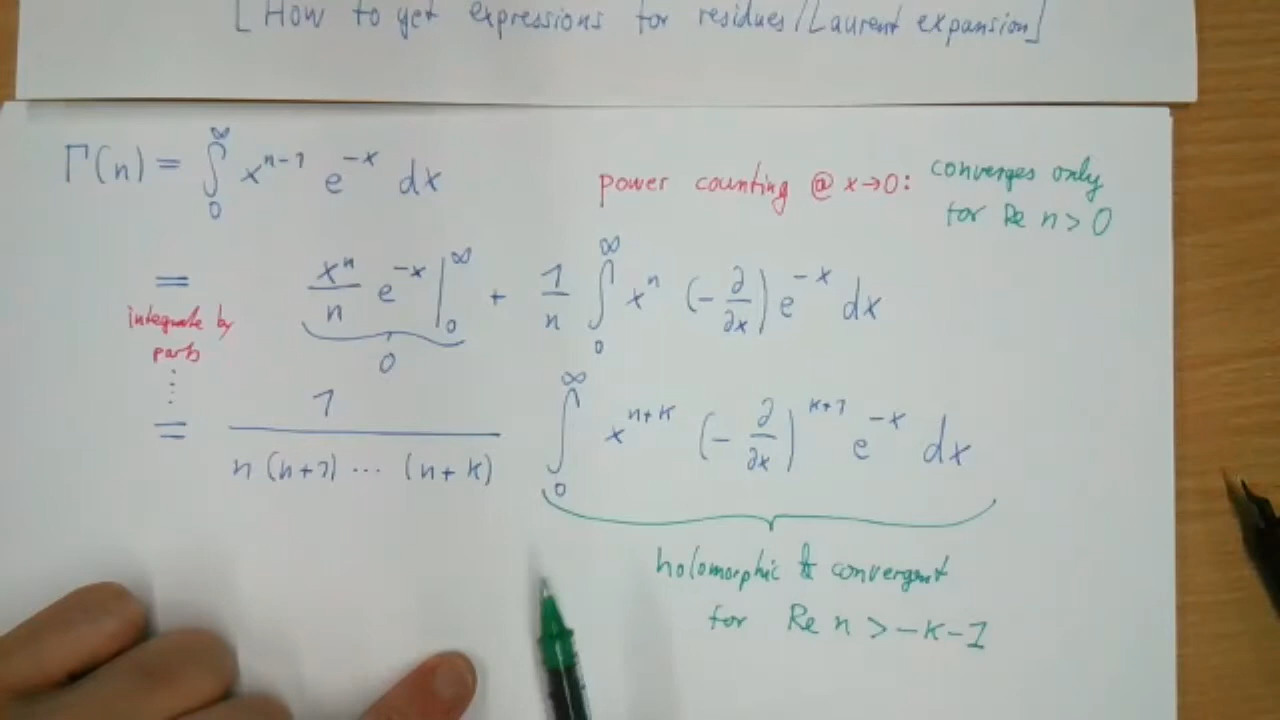 [How to get expressions for residues/Laurent expansion]
Γ(n) = ∫₀^∞ x^{n-1} e^{-x} dx
power counting @ x→0: converges only
for Re n > 0
= x^n/n e^{-x} |₀^∞ + 1/n ∫₀^∞ x^n (-∂/∂x) e^{-x} dx
integrate by
parts
0
⋮
= 1/(n(n+1)⋯(n+k)) ∫₀^∞ x^{n+k} (-∂/∂x)^{k+1} e^{-x} dx
holomorphic & convergent
for Re n > -k-1